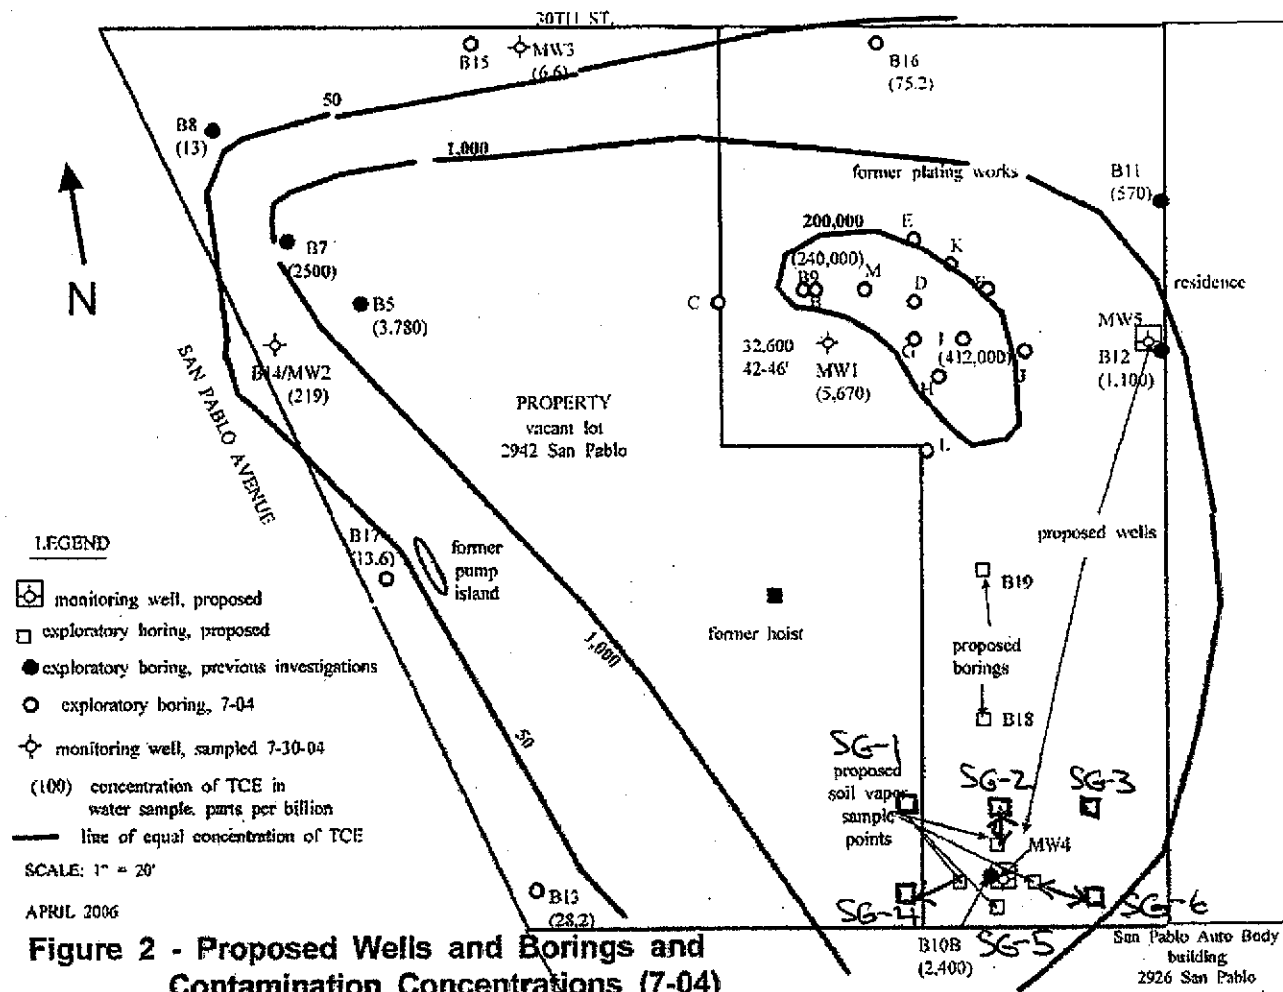 30TH ST.
B15
MW3
(6.6)
B16
(75.2)
50
B8
(13)
1,000
former plating works
B11
(570)
N
B7
(2500)
B5
(3.780)
200,000
(240,000)
E
K
B9
B
M
D
C
residence
SAN PABLO AVENUE
B14/MW2
(219)
32,600
42-46'
MW1
(5,670)
G
I
(412,000)
H
J
MW5
B12
(1,100)
PROPERTY
vacant lot
2942 San Pablo
L
B17
(13.6)
former
pump
island
proposed wells
LEGEND
monitoring well, proposed
exploratory boring, proposed
exploratory boring, previous investigations
exploratory boring, 7-04
monitoring well, sampled 7-30-04
(100) concentration of TCE in
water sample, parts per billion
line of equal concentration of TCE
SCALE: 1" = 20'
APRIL 2006
former hoist
1,000
50
B19
proposed
borings
B18
SG-1
proposed
soil vapor
sample
points
SG-2
SG-3
MW4
SG-4
SG-5
SG-6
B13
(28.2)
B10B
(2,400)
San Pablo Auto Body
building
2926 San Pablo
Figure 2 - Proposed Wells and Borings and
Contamination Concentrations (7-04)